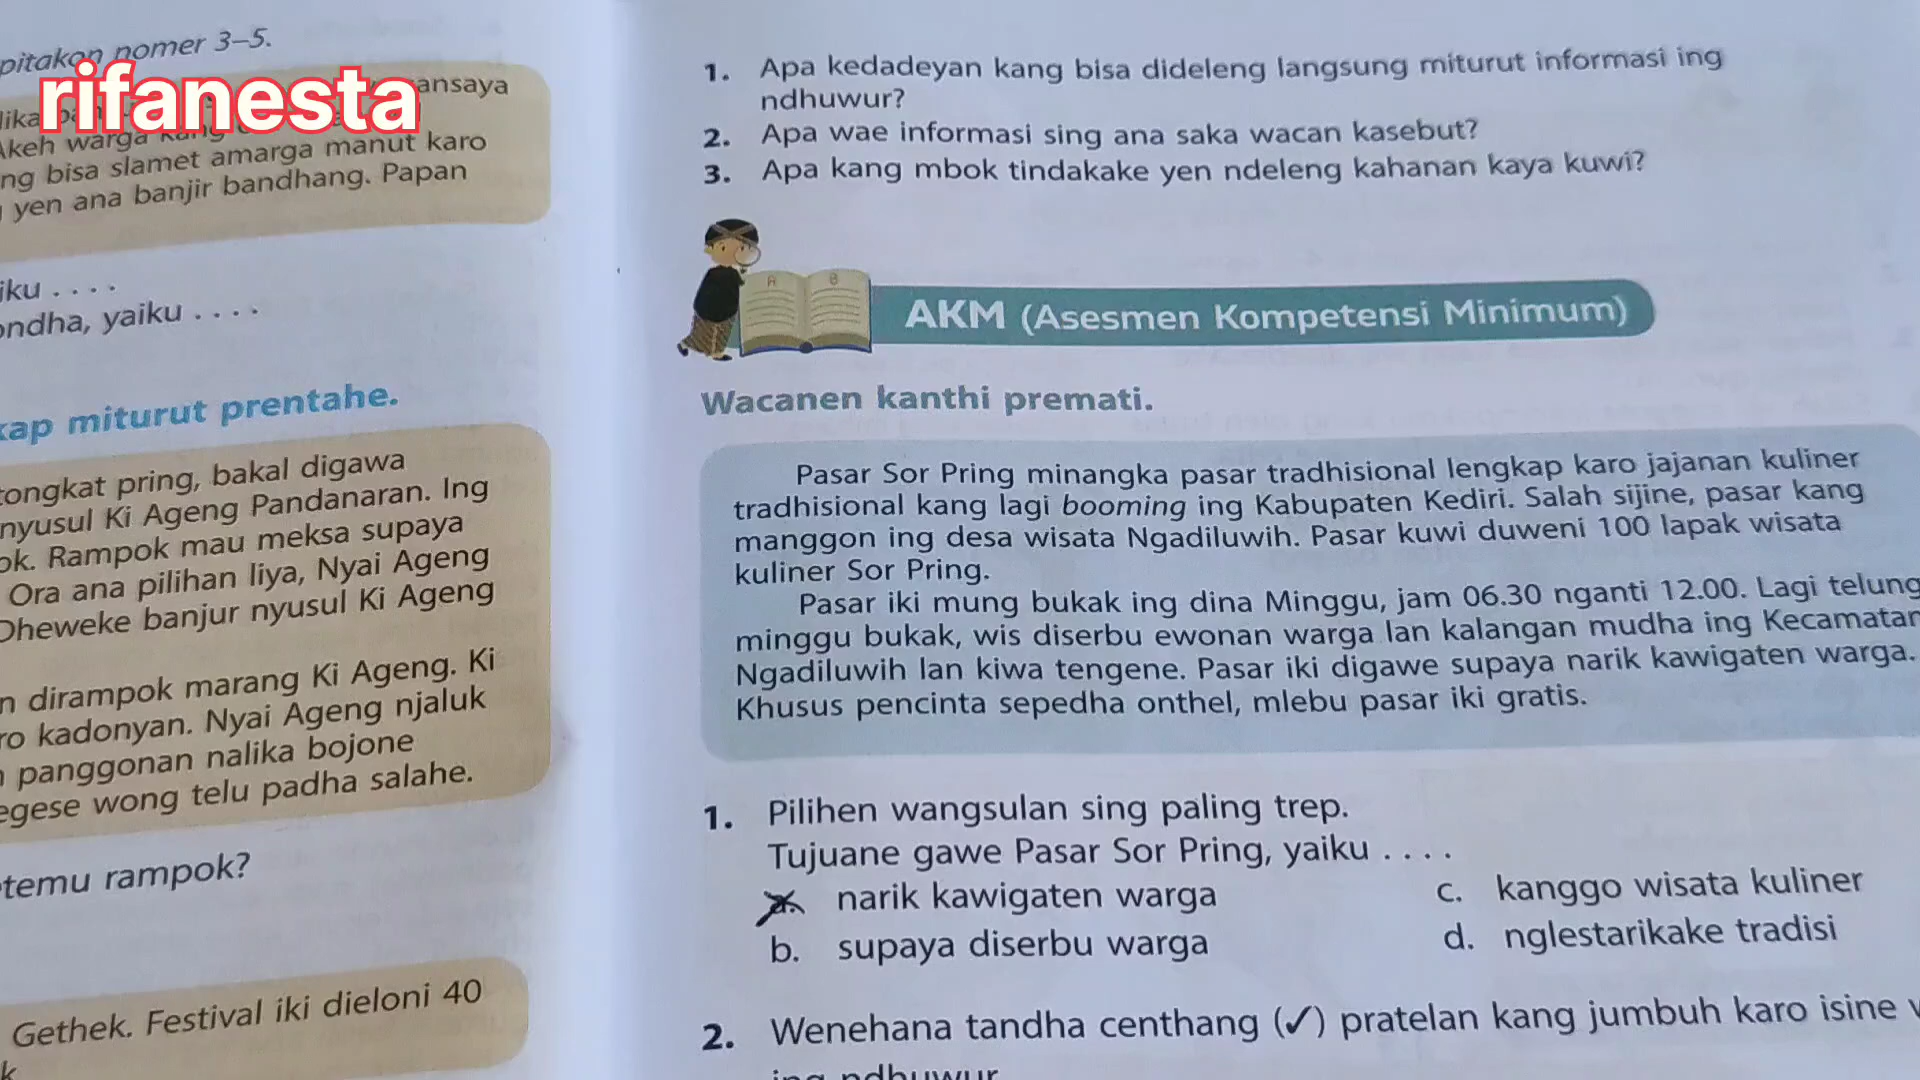 pitakon nomer 3–5.
rifanesta
ansaya
Akeh warga kang
ng bisa slamet amarga manut karo
yen ana banjir bandhang. Papan
iku . . . .
ondha, yaiku . . . .
kap miturut prentahe.
tongkat pring, bakal digawa
nyusul Ki Ageng Pandanaran. Ing
ok. Rampok mau meksa supaya
Ora ana pilihan liya, Nyai Ageng
Dheweke banjur nyusul Ki Ageng
n dirampok marang Ki Ageng. Ki
ro kadonyan. Nyai Ageng njaluk
panggonan nalika bojone
egese wong telu padha salahe.
temu rampok?
Gethek. Festival iki dieloni 40
k
1. Apa kedadeyan kang bisa dideleng langsung miturut informasi ing
ndhuwur?
2. Apa wae informasi sing ana saka wacan kasebut?
3. Apa kang mbok tindakake yen ndeleng kahanan kaya kuwi?
A B
AKM (Asesmen Kompetensi Minimum)
Wacanen kanthi premati.
Pasar Sor Pring minangka pasar tradhisional lengkap karo jajanan kuliner
tradhisional kang lagi booming ing Kabupaten Kediri. Salah sijine, pasar kang
manggon ing desa wisata Ngadiluwih. Pasar kuwi duweni 100 lapak wisata
kuliner Sor Pring.
Pasar iki mung bukak ing dina Minggu, jam 06.30 nganti 12.00. Lagi telung
minggu bukak, wis diserbu ewonan warga lan kalangan mudha ing Kecamatan
Ngadiluwih lan kiwa tengene. Pasar iki digawe supaya narik kawigaten warga.
Khusus pencinta sepedha onthel, mlebu pasar iki gratis.
1. Pilihen wangsulan sing paling trep.
Tujuane gawe Pasar Sor Pring, yaiku . . . .
a. narik kawigaten warga
c. kanggo wisata kuliner
b. supaya diserbu warga
d. nglestarikake tradisi
2. Wenehana tandha centhang (✓) pratelan kang jumbuh karo isine
ing ndhuwur